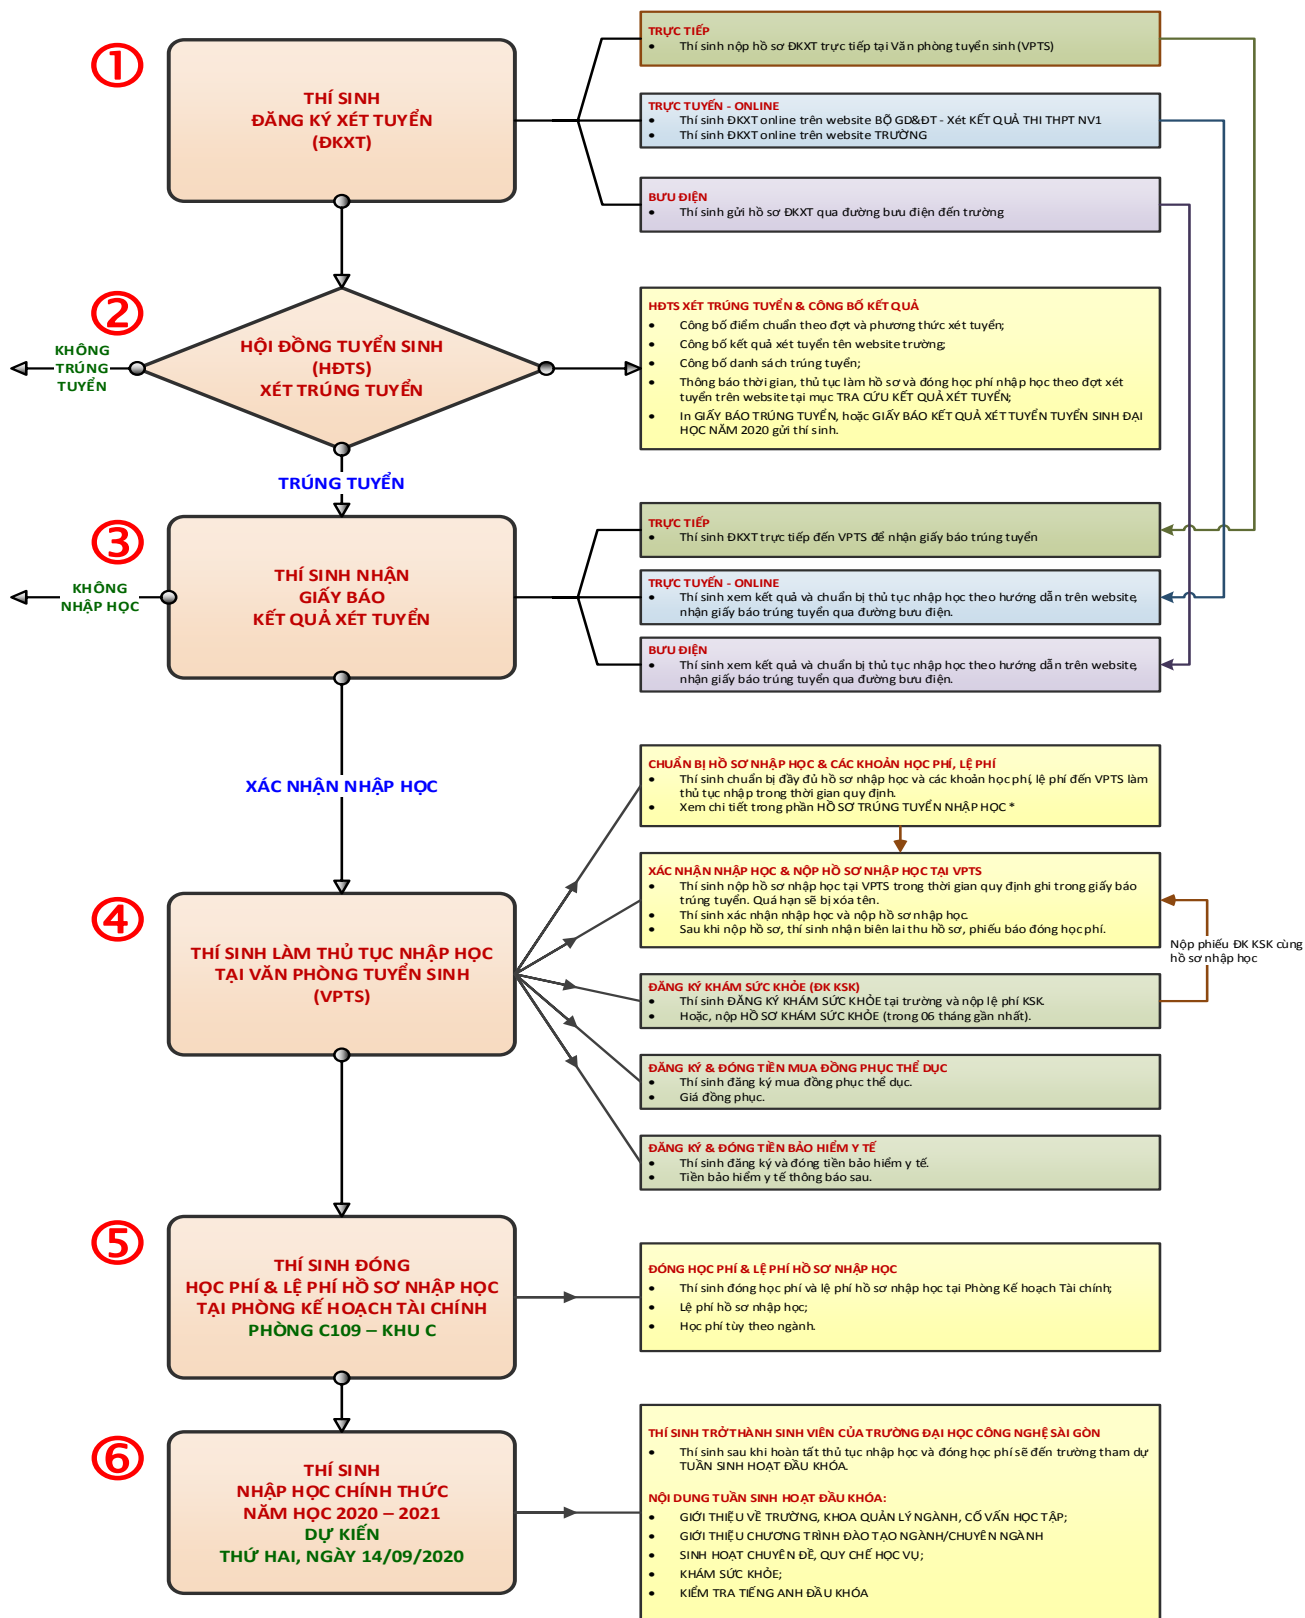 ①
THÍ SINH
ĐĂNG KÝ XÉT TUYỂN
(ĐKXT)
TRỰC TIẾP
• Thí sinh nộp hồ sơ ĐKXT trực tiếp tại Văn phòng tuyển sinh (VPTS)
TRỰC TUYẾN - ONLINE
• Thí sinh ĐKXT online trên website BỘ GD&ĐT - Xét KẾT QUẢ THI THPT NV1
• Thí sinh ĐKXT online trên website TRƯỜNG
BƯU ĐIỆN
• Thí sinh gửi hồ sơ ĐKXT qua đường bưu điện đến trường
②
HỘI ĐỒNG TUYỂN SINH
(HĐTS)
XÉT TRÚNG TUYỂN
KHÔNG
TRÚNG
TUYỂN
HĐTS XÉT TRÚNG TUYỂN & CÔNG BỐ KẾT QUẢ
• Công bố điểm chuẩn theo đợt và phương thức xét tuyển;
• Công bố kết quả xét tuyển tên website trường;
• Công bố danh sách trúng tuyển;
• Thông báo thời gian, thủ tục làm hồ sơ và đóng học phí nhập học theo đợt xét
tuyển trên website tại mục TRA CỨU KẾT QUẢ XÉT TUYỂN;
• In GIẤY BÁO TRÚNG TUYỂN, hoặc GIẤY BÁO KẾT QUẢ XÉT TUYỂN TUYỂN SINH ĐẠI
HỌC NĂM 2020 gửi thí sinh.
TRÚNG TUYỂN
③
THÍ SINH NHẬN
GIẤY BÁO
KẾT QUẢ XÉT TUYỂN
KHÔNG
NHẬP HỌC
TRỰC TIẾP
• Thí sinh ĐKXT trực tiếp đến VPTS để nhận giấy báo trúng tuyển
TRỰC TUYẾN - ONLINE
• Thí sinh xem kết quả và chuẩn bị thủ tục nhập học theo hướng dẫn trên website,
nhận giấy báo trúng tuyển qua đường bưu điện.
BƯU ĐIỆN
• Thí sinh xem kết quả và chuẩn bị thủ tục nhập học theo hướng dẫn trên website,
nhận giấy báo trúng tuyển qua đường bưu điện.
XÁC NHẬN NHẬP HỌC
④
THÍ SINH LÀM THỦ TỤC NHẬP HỌC
TẠI VĂN PHÒNG TUYỂN SINH
(VPTS)
CHUẨN BỊ HỒ SƠ NHẬP HỌC & CÁC KHOẢN HỌC PHÍ, LỆ PHÍ
• Thí sinh chuẩn bị đầy đủ hồ sơ nhập học và các khoản học phí, lệ phí đến VPTS làm
thủ tục nhập trong thời gian quy định.
• Xem chi tiết trong phần HỒ SƠ TRÚNG TUYỂN NHẬP HỌC *
XÁC NHẬN NHẬP HỌC & NỘP HỒ SƠ NHẬP HỌC TẠI VPTS
• Thí sinh nộp hồ sơ nhập học tại VPTS trong thời gian quy định ghi trong giấy báo
trúng tuyển. Quá hạn sẽ bị xóa tên.
• Thí sinh xác nhận nhập học và nộp hồ sơ nhập học.
• Sau khi nộp hồ sơ, thí sinh nhận biên lai thu hồ sơ, phiếu báo đóng học phí.
Nộp phiếu ĐK KSK cùng
hồ sơ nhập học
ĐĂNG KÝ KHÁM SỨC KHỎE (ĐK KSK)
• Thí sinh ĐĂNG KÝ KHÁM SỨC KHỎE tại trường và nộp lệ phí KSK.
• Hoặc, nộp HỒ SƠ KHÁM SỨC KHỎE (trong 06 tháng gần nhất).
ĐĂNG KÝ & ĐÓNG TIỀN MUA ĐỒNG PHỤC THỂ DỤC
• Thí sinh đăng ký mua đồng phục thể dục.
• Giá đồng phục.
ĐĂNG KÝ & ĐÓNG TIỀN BẢO HIỂM Y TẾ
• Thí sinh đăng ký và đóng tiền bảo hiểm y tế.
• Tiền bảo hiểm y tế thông báo sau.
⑤
THÍ SINH ĐÓNG
HỌC PHÍ & LỆ PHÍ HỒ SƠ NHẬP HỌC
TẠI PHÒNG KẾ HOẠCH TÀI CHÍNH
PHÒNG C109 – KHU C
ĐÓNG HỌC PHÍ & LỆ PHÍ HỒ SƠ NHẬP HỌC
• Thí sinh đóng học phí và lệ phí hồ sơ nhập học tại Phòng Kế hoạch Tài chính;
• Lệ phí hồ sơ nhập học;
• Học phí tùy theo ngành.
⑥
THÍ SINH
NHẬP HỌC CHÍNH THỨC
NĂM HỌC 2020 – 2021
DỰ KIẾN
THỨ HAI, NGÀY 14/09/2020
THÍ SINH TRỞ THÀNH SINH VIÊN CỦA TRƯỜNG ĐẠI HỌC CÔNG NGHỆ SÀI GÒN
• Thí sinh sau khi hoàn tất thủ tục nhập học và đóng học phí sẽ đến trường tham dự
TUẦN SINH HOẠT ĐẦU KHÓA.
NỘI DUNG TUẦN SINH HOẠT ĐẦU KHÓA:
• GIỚI THIỆU VỀ TRƯỜNG, KHOA QUẢN LÝ NGÀNH, CỐ VẤN HỌC TẬP;
• GIỚI THIỆU CHƯƠNG TRÌNH ĐÀO TẠO NGÀNH/CHUYÊN NGÀNH
• SINH HOẠT CHUYÊN ĐỀ, QUY CHẾ HỌC VỤ;
• KHÁM SỨC KHỎE;
• KIỂM TRA TIẾNG ANH ĐẦU KHÓA